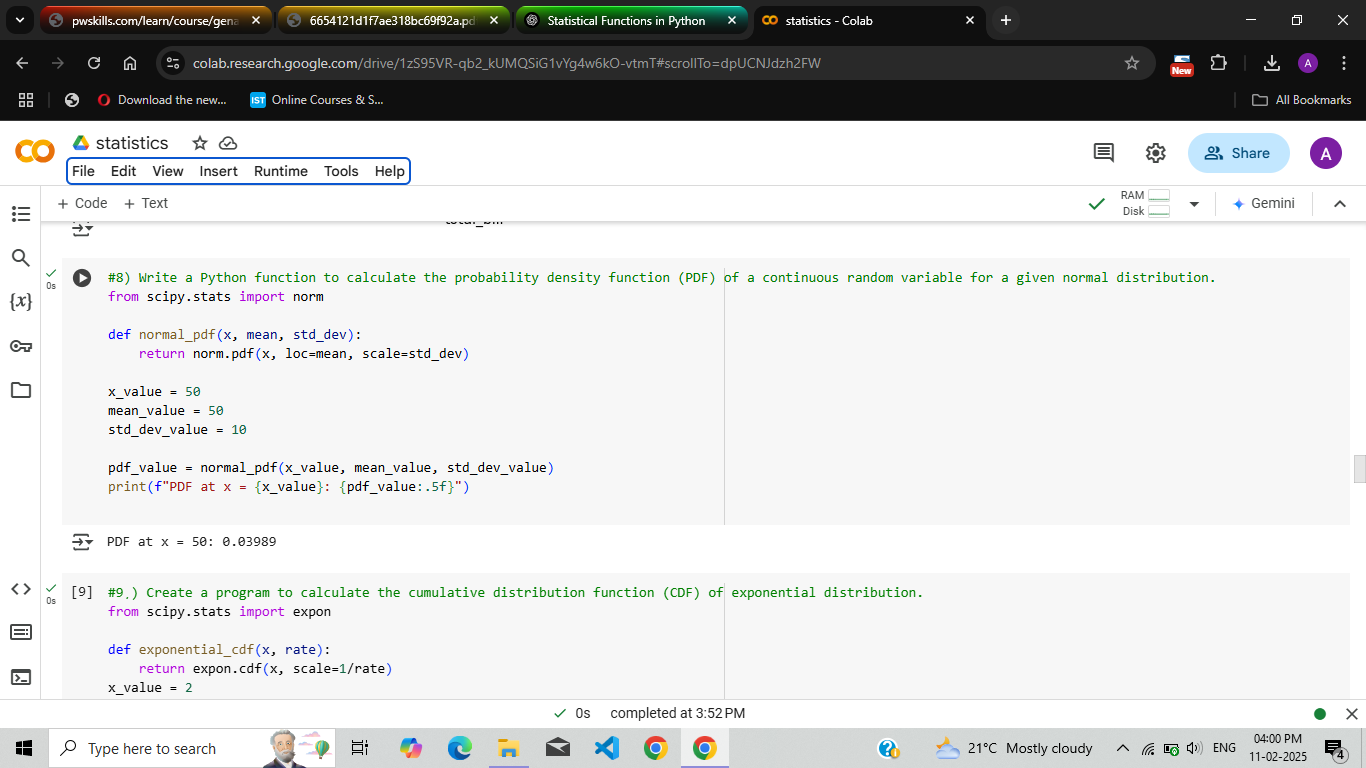 pwskills.com/learn/course/gena
6654121d1f7ae318bc69f92a.pd
Statistical Functions in Python
statistics - Colab
colab.research.google.com/drive/1zS95VR-qb2_kUMQSiG1vYg4w6kO-vtmT#scrollTo=dpUCNJdzh2FW
New
A
Download the new...
IST
Online Courses & S...
All Bookmarks
statistics
File Edit View Insert Runtime Tools Help
Share
A
+ Code + Text
RAM
Disk
Gemini
total_bill
0s
#8) Write a Python function to calculate the probability density function (PDF) of a continuous random variable for a given normal distribution.
from scipy.stats import norm
def normal_pdf(x, mean, std_dev):
    return norm.pdf(x, loc=mean, scale=std_dev)
x_value = 50
mean_value = 50
std_dev_value = 10
pdf_value = normal_pdf(x_value, mean_value, std_dev_value)
print(f"PDF at x = {x_value}: {pdf_value:.5f}")
PDF at x = 50: 0.03989
0s
[9] #9.) Create a program to calculate the cumulative distribution function (CDF) of exponential distribution.
from scipy.stats import expon
def exponential_cdf(x, rate):
    return expon.cdf(x, scale=1/rate)
x_value = 2
0s completed at 3:52 PM
Type here to search
21°C Mostly cloudy
ENG
04:00 PM
11-02-2025
4